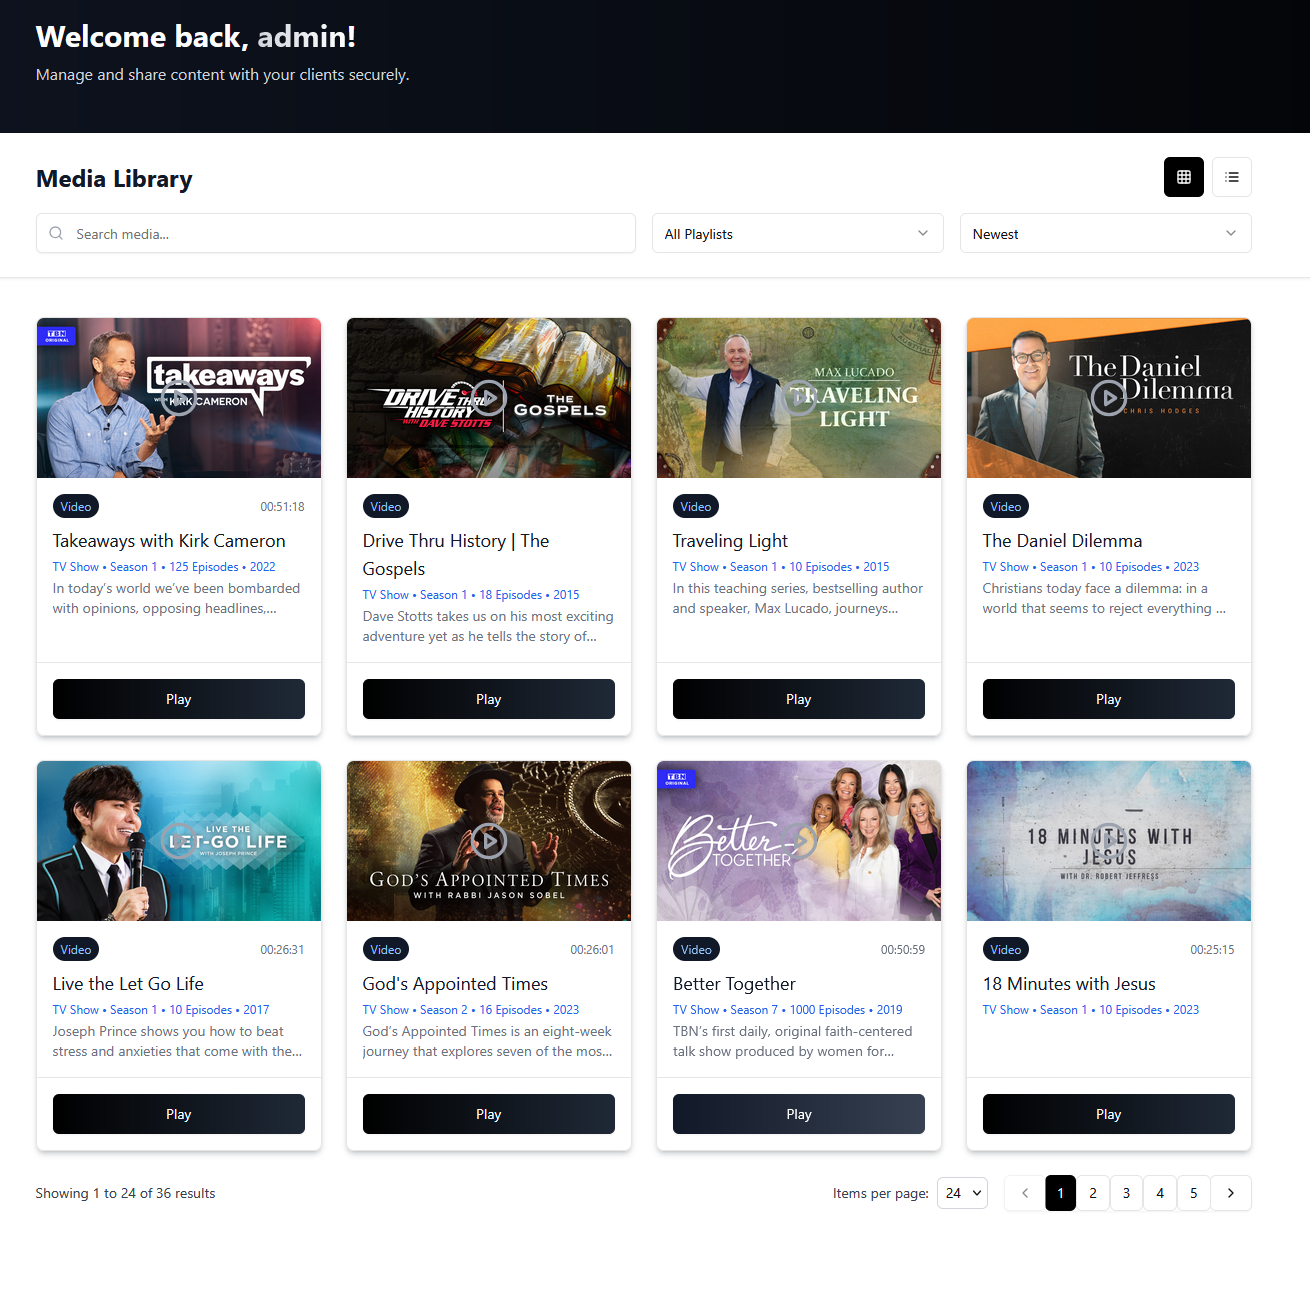 Welcome back, admin!
Manage and share content with your clients securely.
Media Library
Search media...
All Playlists
Newest
TBN
ORIGINAL
takeaways
WITH KIRK CAMERON
DRIVE THRU
HISTORY
WITH DAVE STOTTS
THE
GOSPELS
MAX LUCADO
TRAVELING
LIGHT
The Daniel
Dilemma
CHRIS HODGES
Video
00:51:18
Takeaways with Kirk Cameron
TV Show • Season 1 • 125 Episodes • 2022
In today's world we've been bombarded
with opinions, opposing headlines,...
Play
Video
Drive Thru History | The
Gospels
TV Show • Season 1 • 18 Episodes • 2015
Dave Stotts takes us on his most exciting
adventure yet as he tells the story of...
Play
Video
Traveling Light
TV Show • Season 1 • 10 Episodes • 2015
In this teaching series, bestselling author
and speaker, Max Lucado, journeys...
Play
Video
The Daniel Dilemma
TV Show • Season 1 • 10 Episodes • 2023
Christians today face a dilemma: in a
world that seems to reject everything ...
Play
LIVE THE
LET-GO LIFE
WITH JOSEPH PRINCE
GOD'S APPOINTED TIMES
WITH RABBI JASON SOBEL
TBN
ORIGINAL
Better
TOGETHER
18 MINUTES WITH
JESUS
WITH DR. ROBERT JEFFRESS
Video
00:26:31
Live the Let Go Life
TV Show • Season 1 • 10 Episodes • 2017
Joseph Prince shows you how to beat
stress and anxieties that come with the...
Play
Video
00:26:01
God's Appointed Times
TV Show • Season 2 • 16 Episodes • 2023
God's Appointed Times is an eight-week
journey that explores seven of the mos...
Play
Video
00:50:59
Better Together
TV Show • Season 7 • 1000 Episodes • 2019
TBN's first daily, original faith-centered
talk show produced by women for...
Play
Video
00:25:15
18 Minutes with Jesus
TV Show • Season 1 • 10 Episodes • 2023
Play
Showing 1 to 24 of 36 results
Items per page: 24
1 2 3 4 5